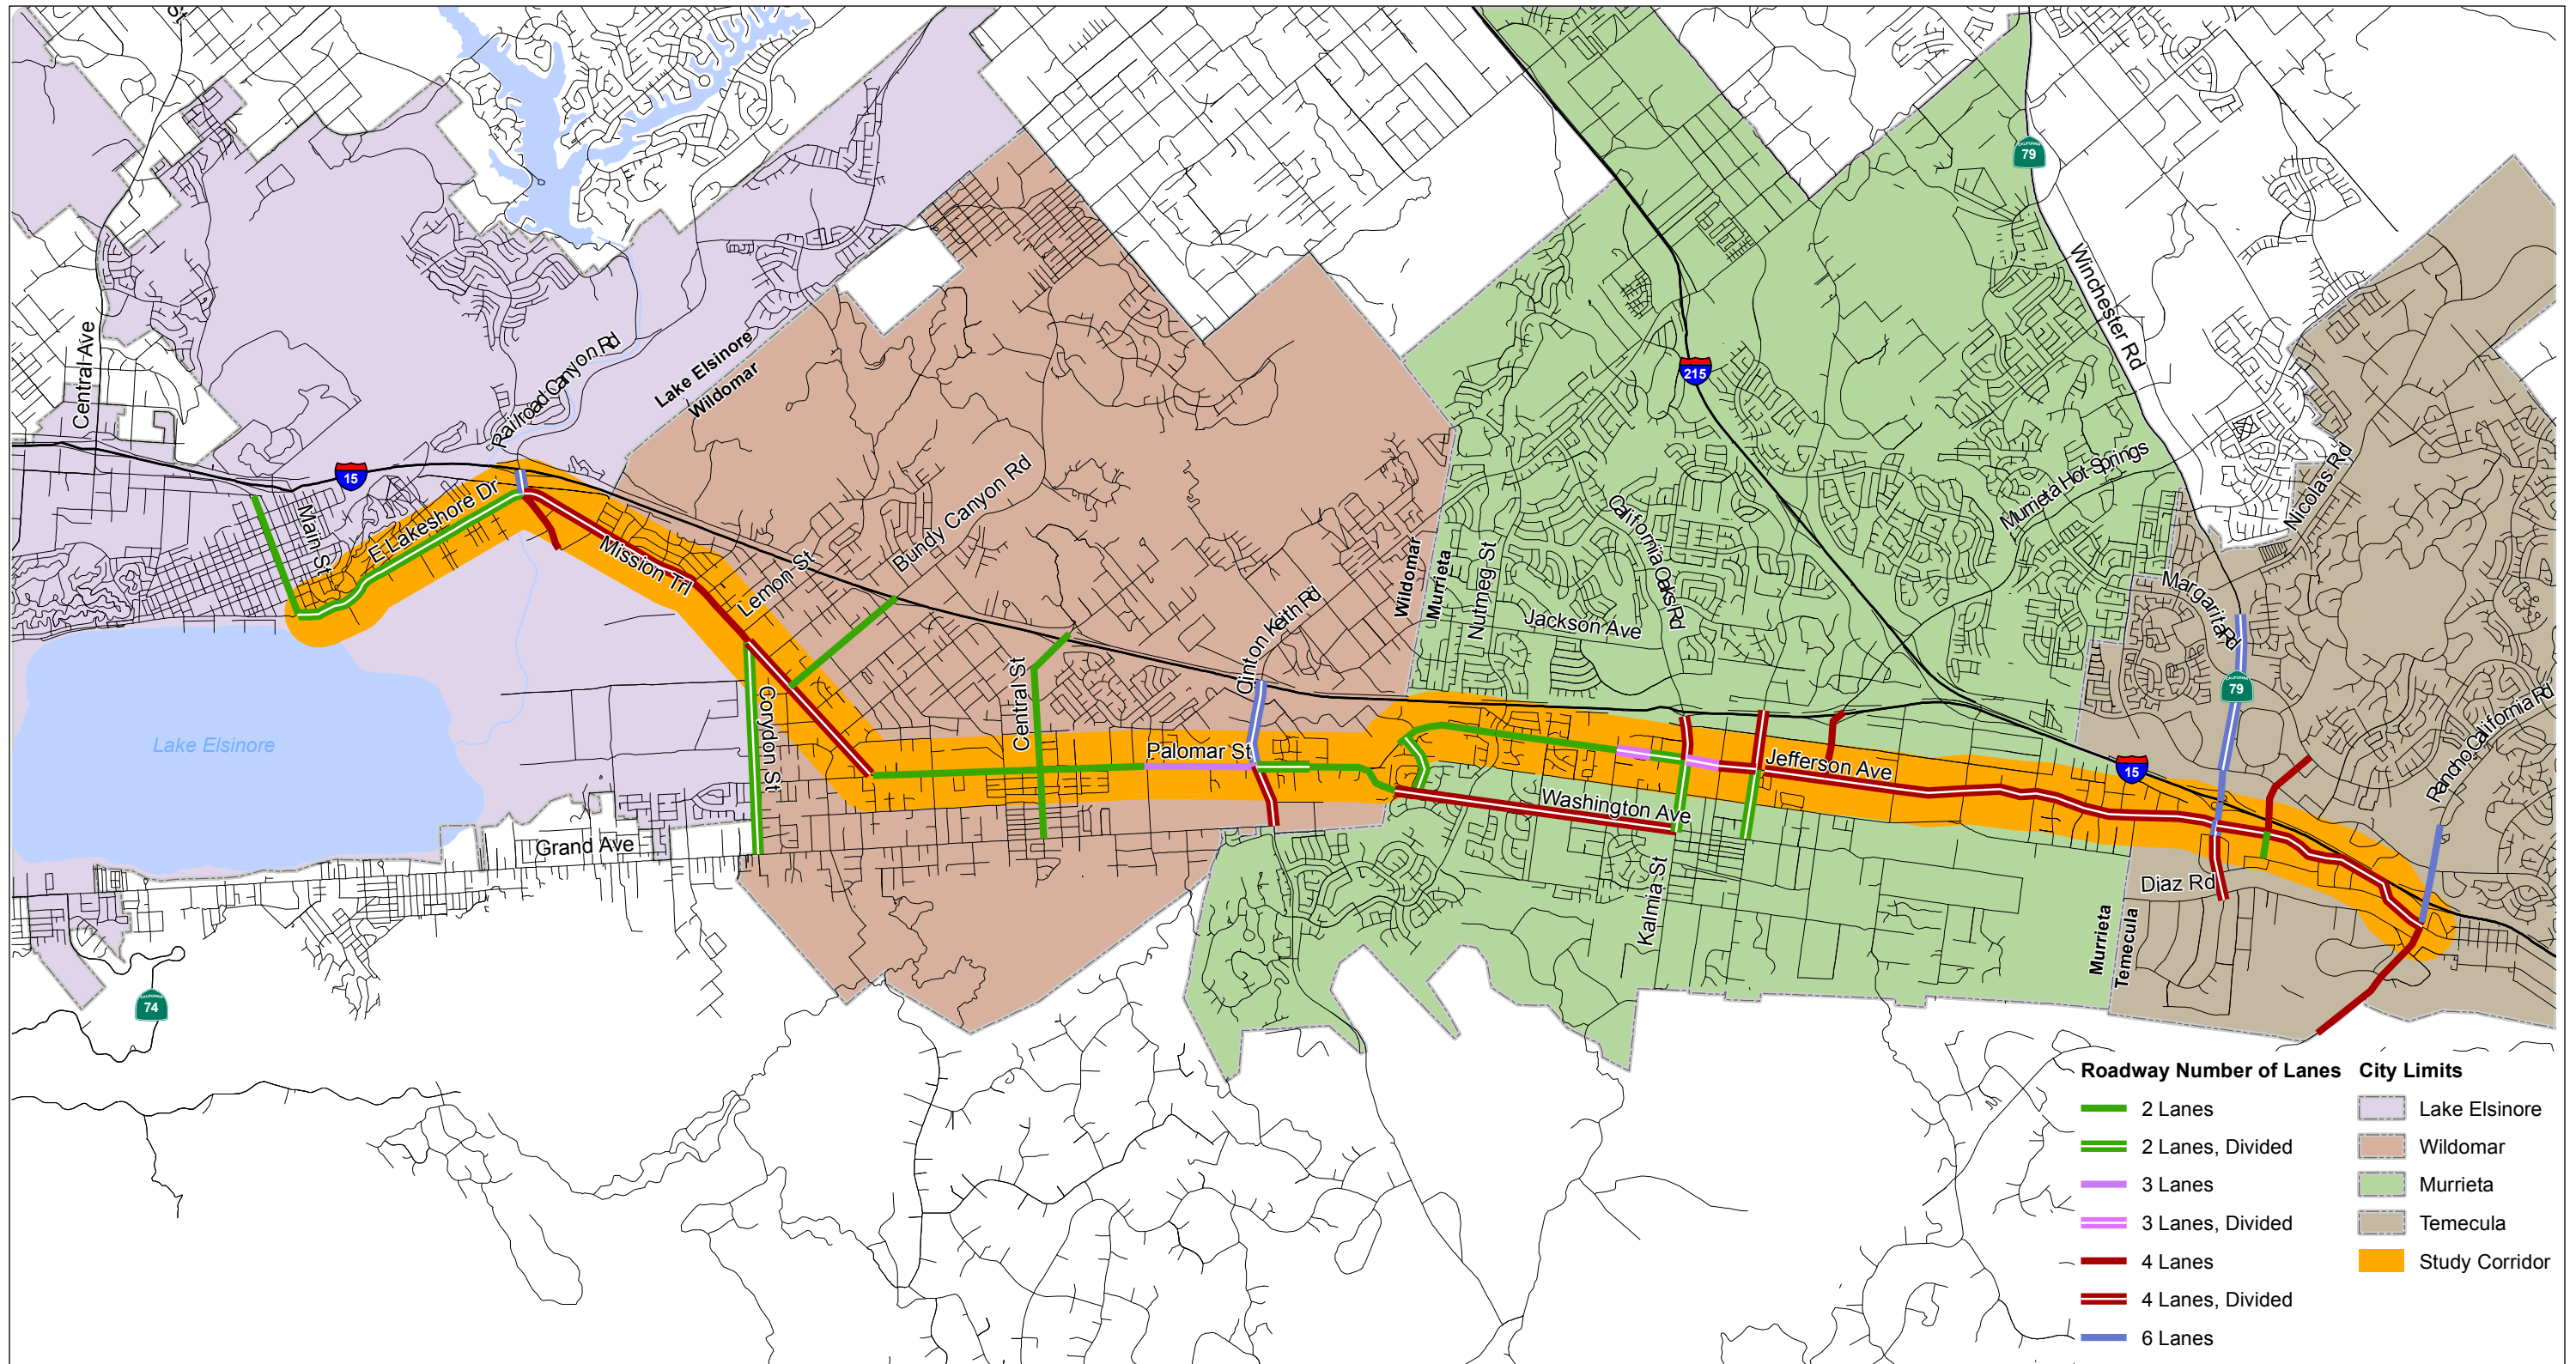 St
CALIFORNIA
79
Winchester Rd
Central Ave
Railroad Canyon Rd
Lake Elsinore
Wildomar
215
15
Main St
E Lakeshore Dr
Mission Trl
Lemon St
Bundy Canyon Rd
Central St
Clinton Keith Rd
Wildomar
Murrieta
Nutmeg St
Jackson Ave
California Oaks Rd
Murrieta Hot Springs
Nicolas Rd
Margarita Rd
CALIFORNIA
79
Rancho California Rd
Lake Elsinore
Corydon St
Palomar St
Jefferson Ave
15
Washington Ave
Grand Ave
Kalmia St
Diaz Rd
Murrieta
Temecula
CALIFORNIA
74
Roadway Number of Lanes
2 Lanes
2 Lanes, Divided
3 Lanes
3 Lanes, Divided
4 Lanes
4 Lanes, Divided
6 Lanes
City Limits
Lake Elsinore
Wildomar
Murrieta
Temecula
Study Corridor